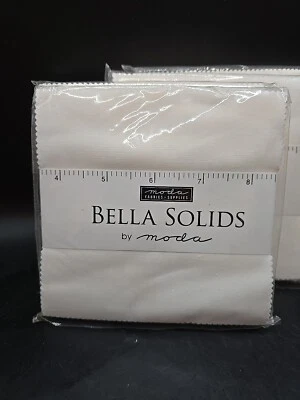 4 5 6 7 8
moda
FABRICS + SUPPLIES
BELLA SOLIDS
by moda